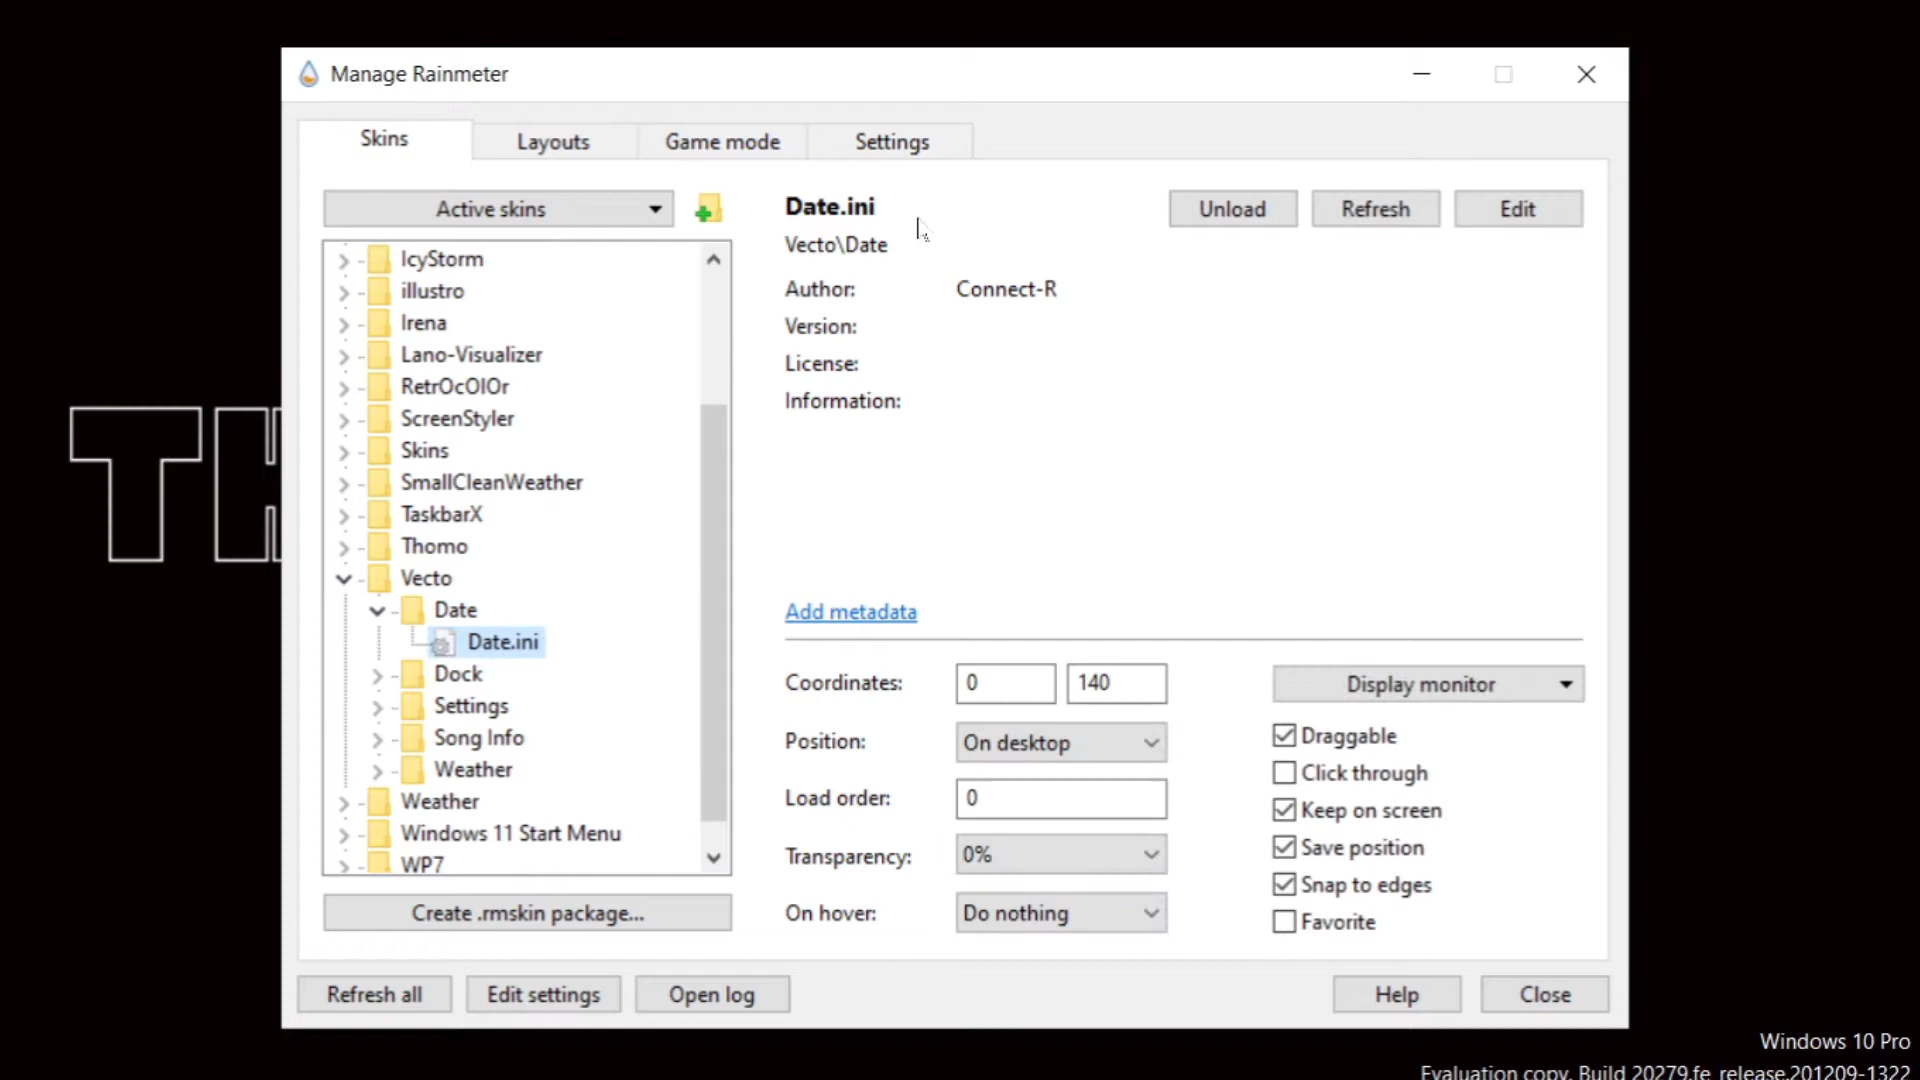 Manage Rainmeter
Skins
Layouts
Game mode
Settings
Active skins
IcyStorm
illustro
Irena
Lano-Visualizer
RetrOcOlOr
ScreenStyler
Skins
SmallCleanWeather
TaskbarX
Thomo
Vecto
Date
Date.ini
Dock
Settings
Song Info
Weather
Weather
Windows 11 Start Menu
WP7
Create .rmskin package...
Date.ini
Vecto\Date
Unload
Refresh
Edit
Author: Connect-R
Version:
License:
Information:
Add metadata
Coordinates: 0 140
Position: On desktop
Load order: 0
Transparency: 0%
On hover: Do nothing
Display monitor
Draggable
Click through
Keep on screen
Save position
Snap to edges
Favorite
Refresh all
Edit settings
Open log
Help
Close
Windows 10 Pro
Evaluation copy. Build 20279.fe_release.201209-1322